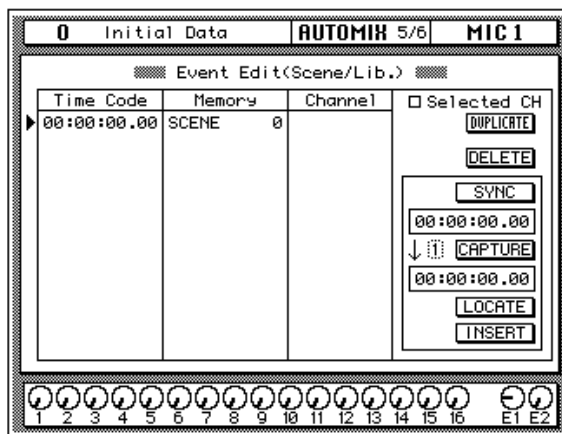 0 Initial Data AUTOMIX 5/6 MIC 1
Event Edit(Scene/Lib.)
Time Code Memory Channel
Selected CH
00:00:00.00 SCENE 0
DUPLICATE
DELETE
SYNC
00:00:00.00
1 CAPTURE
00:00:00.00
LOCATE
INSERT
1 2 3 4 5 6 7 8 9 10 11 12 13 14 15 16 E1 E2